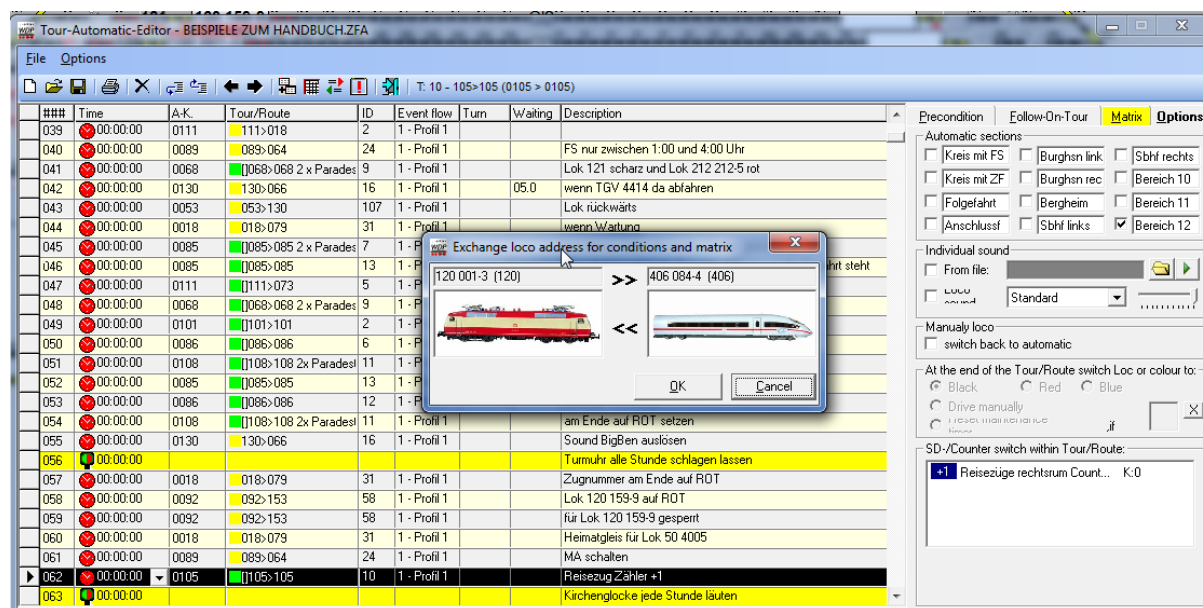 Tour-Automatic-Editor - BEISPIELE ZUM HANDBUCH.ZFA
File Options
T: 10 - 105>105 (0105 > 0105)
### Time A-K. Tour/Route ID Event flow Turn Waiting Description
039 00:00:00 0111 111>018 2 1 - Profil 1
040 00:00:00 0089 089>064 24 1 - Profil 1 FS nur zwischen 1:00 und 4:00 Uhr
041 00:00:00 0068 []068>068 2 x Parades 9 1 - Profil 1 Lok 121 scharz und Lok 212 212-5 rot
042 00:00:00 0130 130>066 16 1 - Profil 1 05.0 wenn TGV 4414 da abfahren
043 00:00:00 0053 053>130 107 1 - Profil 1 Lok rückwärts
044 00:00:00 0018 018>079 31 1 - Profil 1 wenn Wartung
045 00:00:00 0085 []085>085 2 x Parades 7 1 - P
046 00:00:00 0085 []085>085 13 1 - P hrt steht
047 00:00:00 0111 []111>073 5 1 - P
048 00:00:00 0068 []068>068 2 x Parades 9 1 - P
049 00:00:00 0101 []101>101 2 1 - P
050 00:00:00 0086 []086>086 6 1 - P
051 00:00:00 0108 []108>108 2x Paradesl 11 1 - P
052 00:00:00 0085 []085>085 13 1 - P
053 00:00:00 0086 []086>086 12 1 - P
054 00:00:00 0108 []108>108 2x Paradesl 11 1 - Profil 1 am Ende auf ROT setzen
055 00:00:00 0130 130>066 16 1 - Profil 1 Sound BigBen auslösen
056 00:00:00 Turmuhr alle Stunde schlagen lassen
057 00:00:00 0018 018>079 31 1 - Profil 1 Zugnummer am Ende auf ROT
058 00:00:00 0092 092>153 58 1 - Profil 1 Lok 120 159-9 auf ROT
059 00:00:00 0092 092>153 58 1 - Profil 1 für Lok 120 159-9 gesperrt
060 00:00:00 0018 018>079 31 1 - Profil 1 Heimatgleis für Lok 50 4005
061 00:00:00 0089 089>064 24 1 - Profil 1 MA schalten
062 00:00:00 0105 []105>105 10 1 - Profil 1 Reisezug Zähler +1
063 00:00:00 Kirchenglocke jede Stunde läuten
Exchange loco address for conditions and matrix
120 001-3 (120) >> 406 084-4 (406)
<<
OK Cancel
Precondition Follow-On-Tour Matrix Options
Automatic sections
Kreis mit FS Burghsn link Sbhf rechts
Kreis mit ZF Burghsn rec Bereich 10
Folgefahrt Bergheim Bereich 11
Anschlussf Sbhf links Bereich 12
Individual sound
From file:
Loco sound Standard
Manualy loco
switch back to automatic
At the end of the Tour/Route switch Loc or colour to:
Black Red Blue
Drive manually
,if X
SD-/Counter switch within Tour/Route:
+1 Reisezüge rechtsrum Count... K:0